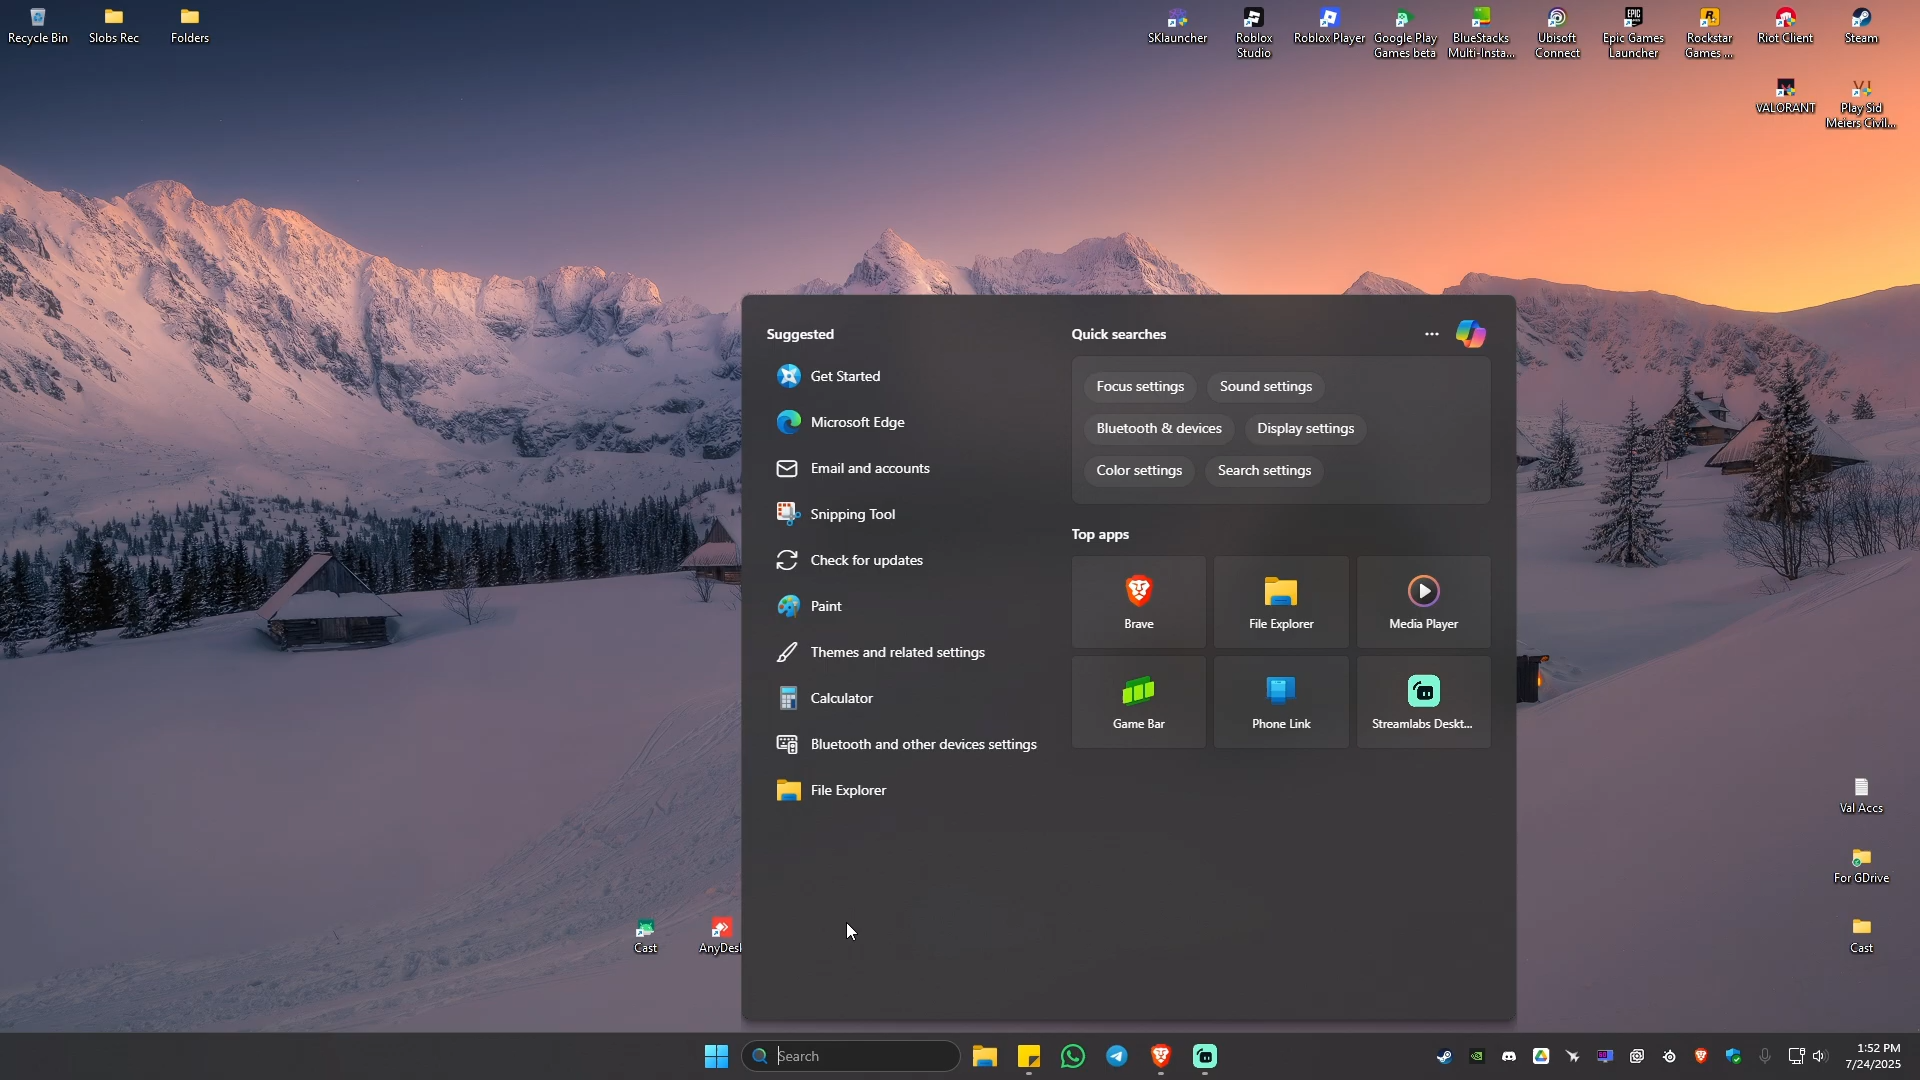 Recycle Bin
Slobs Rec
Folders
SKlauncher
Roblox
Studio
Roblox Player
Google Play
Games beta
BlueStacks
Multi-Insta...
Ubisoft
Connect
Epic Games
Launcher
Rockstar
Games ...
Riot Client
Steam
VALORANT
Play Sid
Meiers Civil...
Suggested
Get Started
Microsoft Edge
Email and accounts
Snipping Tool
Check for updates
Paint
Themes and related settings
Calculator
Bluetooth and other devices settings
File Explorer
Quick searches
Focus settings
Sound settings
Bluetooth & devices
Display settings
Color settings
Search settings
Top apps
Brave
File Explorer
Media Player
Game Bar
Phone Link
Streamlabs Deskt...
Val Accs
For GDrive
Cast
Cast
AnyDesk
Search
1:52 PM
7/24/2025